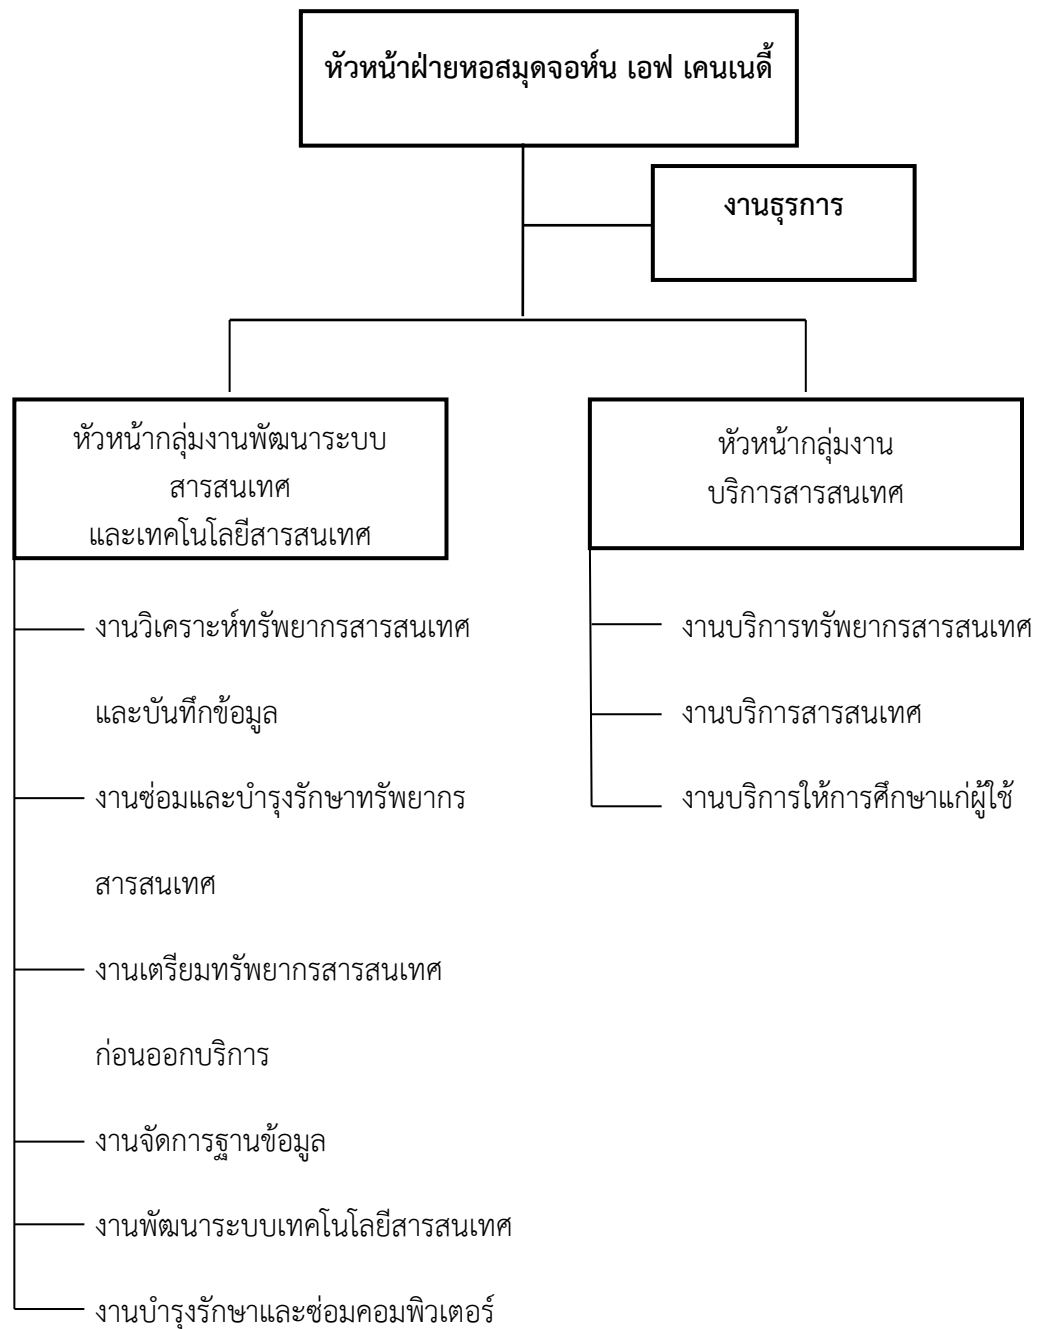 หัวหน้าฝ่ายหอสมุดจอห์น เอฟ เคนเนดี้
งานธุรการ
หัวหน้ากลุ่มงานพัฒนาระบบ
สารสนเทศ
และเทคโนโลยีสารสนเทศ
งานวิเคราะห์ทรัพยากรสารสนเทศ
และบันทึกข้อมูล
งานซ่อมและบำรุงรักษาทรัพยากร
สารสนเทศ
งานเตรียมทรัพยากรสารสนเทศ
ก่อนออกบริการ
งานจัดการฐานข้อมูล
งานพัฒนาระบบเทคโนโลยีสารสนเทศ
งานบำรุงรักษาและซ่อมคอมพิวเตอร์
หัวหน้ากลุ่มงาน
บริการสารสนเทศ
งานบริการทรัพยากรสารสนเทศ
งานบริการสารสนเทศ
งานบริการให้การศึกษาแก่ผู้ใช้